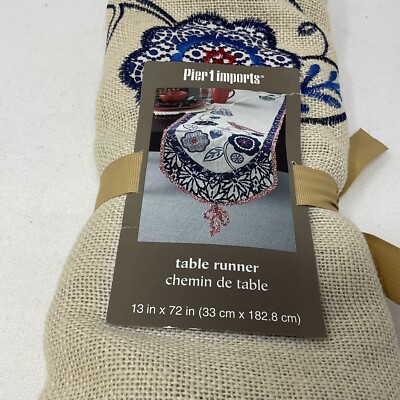 Pier 1 imports®
table runner
chemin de table
13 in x 72 in (33 cm x 182.8 cm)